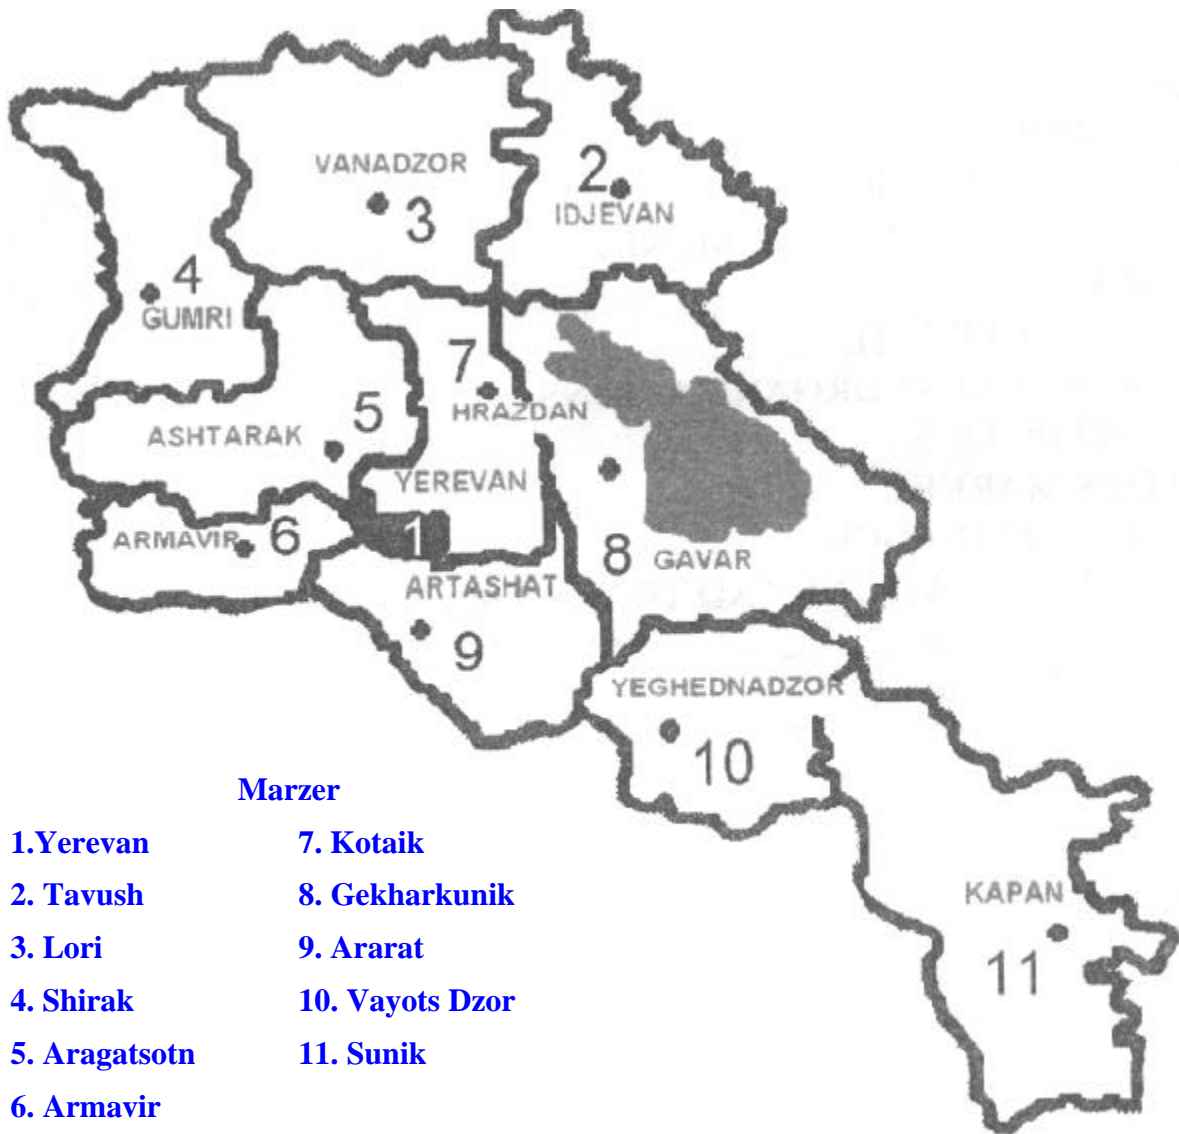 VANADZOR
3
2
IDJEVAN
4
GUMRI
7
HRAZDAN
5
ASHTARAK
YEREVAN
1
ARMAVIR
6
8
GAVAR
ARTASHAT
9
YEGHEDNADZOR
10
KAPAN
11
Marzer
1.Yerevan
2. Tavush
3. Lori
4. Shirak
5. Aragatsotn
6. Armavir
7. Kotaik
8. Gekharkunik
9. Ararat
10. Vayots Dzor
11. Sunik